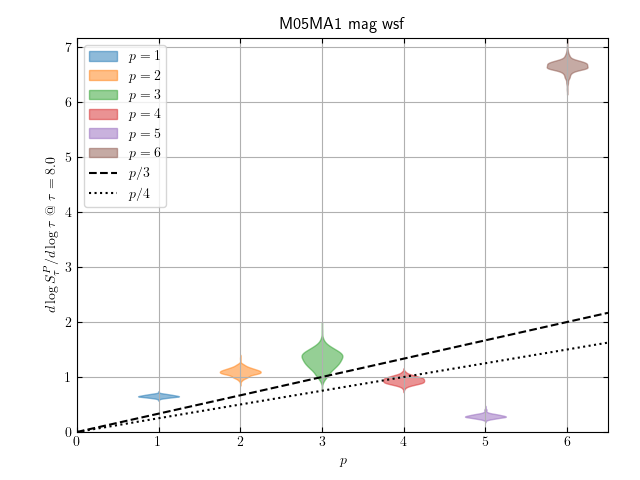 M05MA1 mag wsf
d log S_τ^P / d log τ @ τ = 8.0
7
6
5
4
3
2
1
0
p = 1
p = 2
p = 3
p = 4
p = 5
p = 6
p/3
p/4
0 1 2 3 4 5 6
p